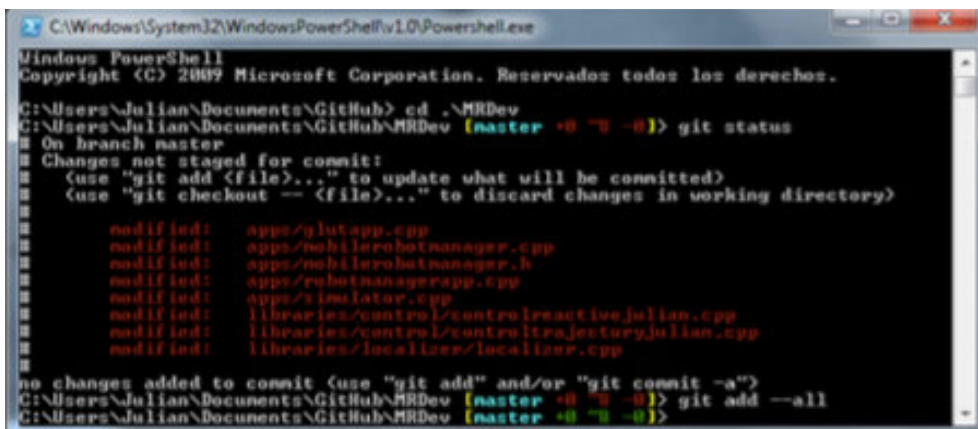 C:\Windows\System32\WindowsPowerShell\v1.0\Powershell.exe
Windows PowerShell
Copyright (C) 2009 Microsoft Corporation. Reservados todos los derechos.
C:\Users\Julian\Documents\GitHub> cd .\MRDev
C:\Users\Julian\Documents\GitHub\MRDev [master +0 ~8 -0]> git status
# On branch master
# Changes not staged for commit:
#   (use "git add <file>..." to update what will be committed)
#   (use "git checkout -- <file>..." to discard changes in working directory)
#
#       modified:   apps/glutapp.cpp
#       modified:   apps/mobilerobotmanager.cpp
#       modified:   apps/mobilerobotmanager.h
#       modified:   apps/robotmanagerapp.cpp
#       modified:   apps/simulator.cpp
#       modified:   libraries/control/controlreactivejulian.cpp
#       modified:   libraries/control/controltrajectoryjulian.cpp
#       modified:   libraries/localizer/localizer.cpp
#
no changes added to commit (use "git add" and/or "git commit -a")
C:\Users\Julian\Documents\GitHub\MRDev [master +0 ~8 -0]> git add --all
C:\Users\Julian\Documents\GitHub\MRDev [master +0 ~8 -0]>